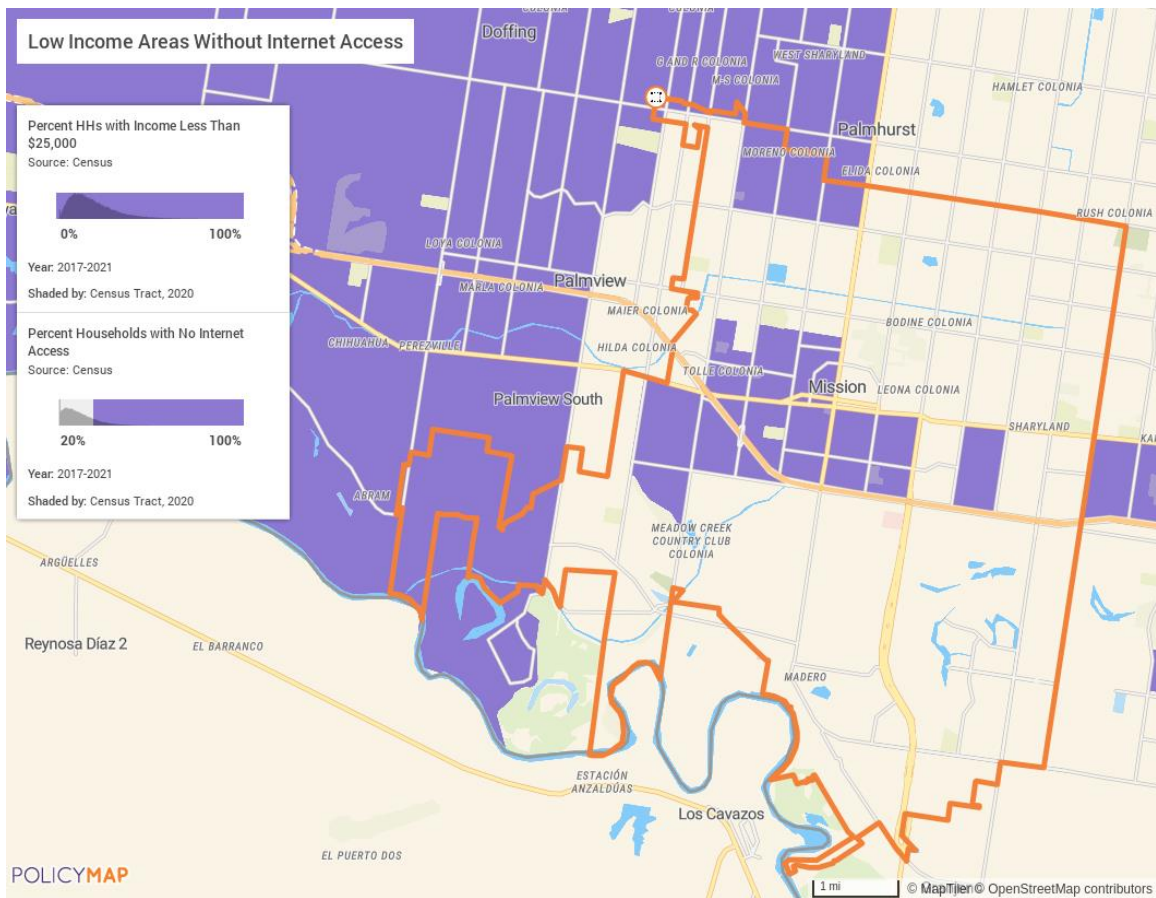 Low Income Areas Without Internet Access
Percent HHs with Income Less Than
$25,000
Source: Census
0%
100%
Year: 2017-2021
Shaded by: Census Tract, 2020
Percent Households with No Internet
Access
Source: Census
20%
100%
Year: 2017-2021
Shaded by: Census Tract, 2020
COLONIA
COLONIA
COLONIA
Doffing
G AND R COLONIA
WEST SHARYLAND
M-S COLONIA
HAMLET COLONIA
Palmhurst
MORENO COLONIA
ELIDA COLONIA
RUSH COLONIA
LOYA COLONIA
Palmview
MARLA COLONIA
MAIER COLONIA
BODINE COLONIA
CHIHUAHUA
PEREZVILLE
HILDA COLONIA
TOLLE COLONIA
Mission
LEONA COLONIA
Palmview South
SHARYLAND
ABRAM
MEADOW CREEK
COUNTRY CLUB
COLONIA
ARGÜELLES
Reynosa Díaz 2
EL BARRANCO
MADERO
ESTACIÓN
ANZALDÚAS
Los Cavazos
EL PUERTO DOS
POLICYMAP
1 mi
© MapTiler © OpenStreetMap contributors